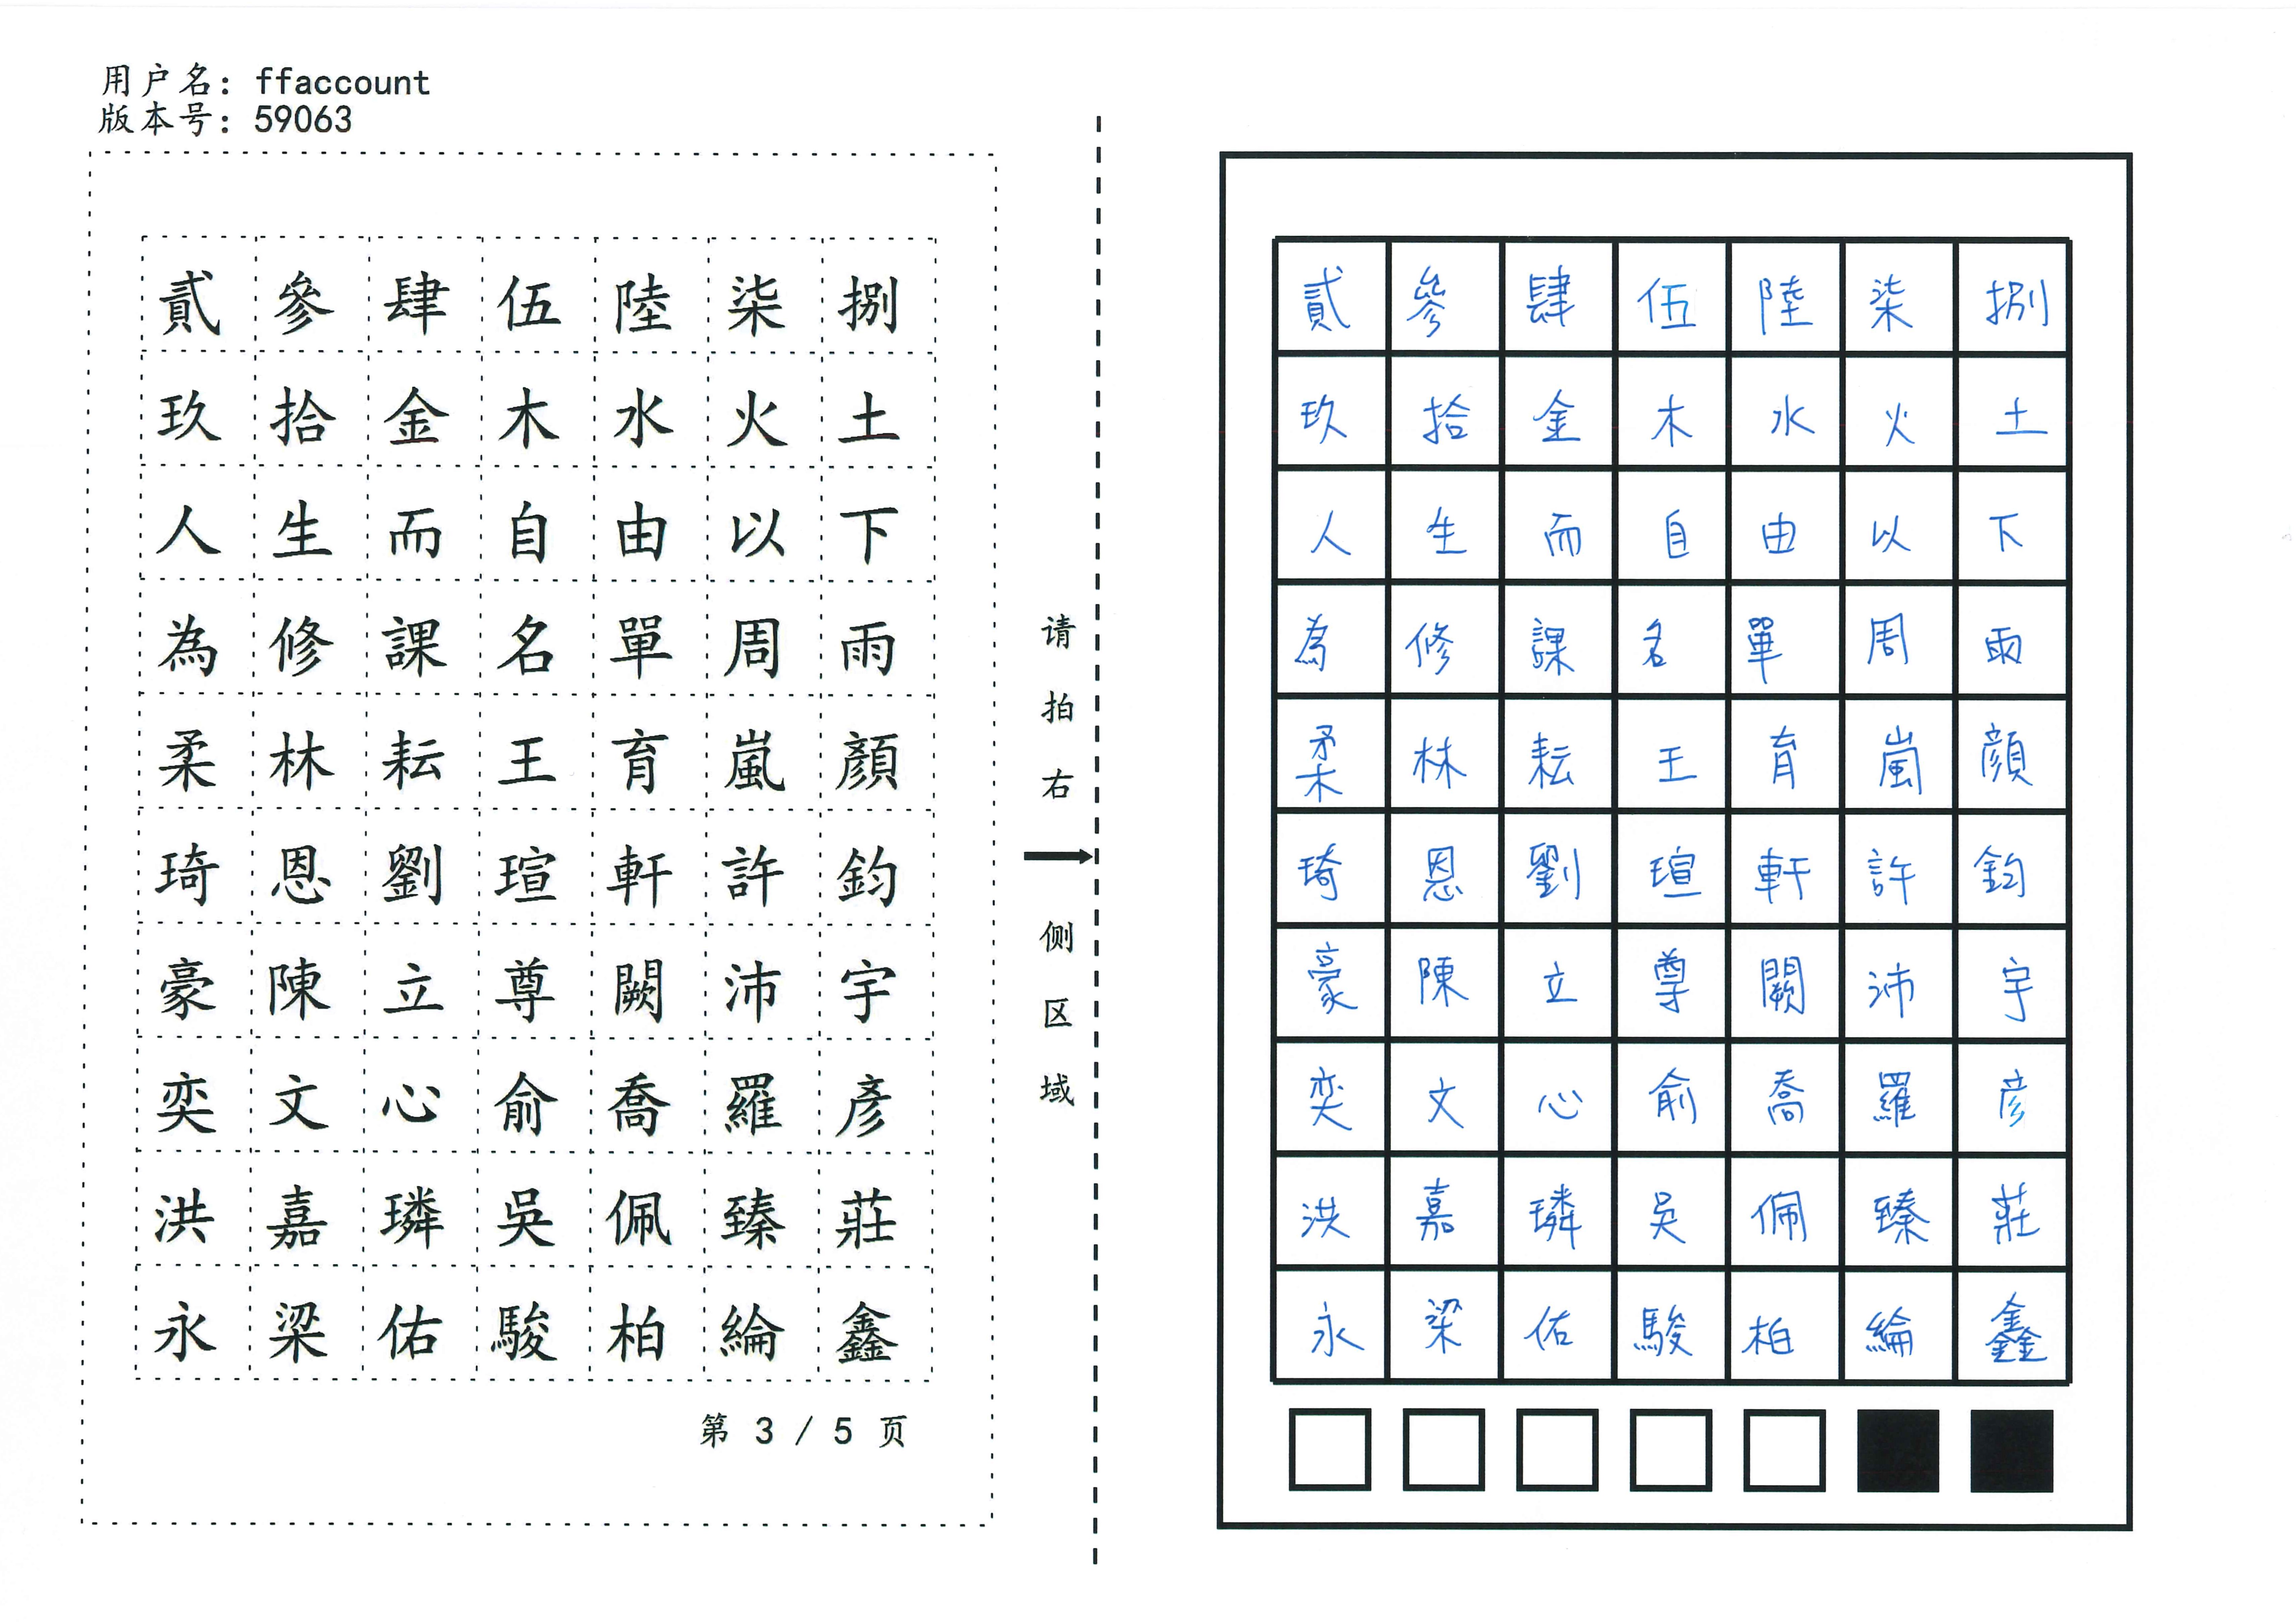 用户名：ffaccount
版本号：59063
貳參肆伍陸柒捌
玖拾金木水火土
人生而自由以下
為修課名單周雨
柔林耘王育嵐顏
琦恩劉瑄軒許鈞
豪陳立尊闕沛宇
奕文心俞喬羅彥
洪嘉璘吳佩臻莊
永梁佑駿柏綸鑫
第 3 / 5 页
请拍右
侧区域
貳參肆伍陸柒捌
玖拾金木水火土
人生而自由以下
為修課名單周雨
柔林耘王育嵐顏
琦恩劉瑄軒許鈞
豪陳立尊闕沛宇
奕文心俞喬羅彥
洪嘉璘吳佩臻莊
永梁佑駿柏綸鑫